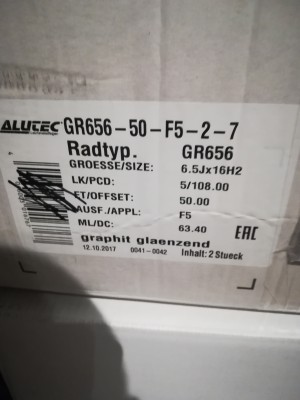 ALUTEC GR656-50-F5-2-7
Radtyp. GR656
GROESSE/SIZE: 6.5Jx16H2
LK/PCD: 5/108.00
ET/OFFSET: 50.00
AUSF./APPL: F5
ML/DC: 63.40
graphit glaenzend EAC
12.10.2017 0041-0042 Inhalt: 2 Stueck